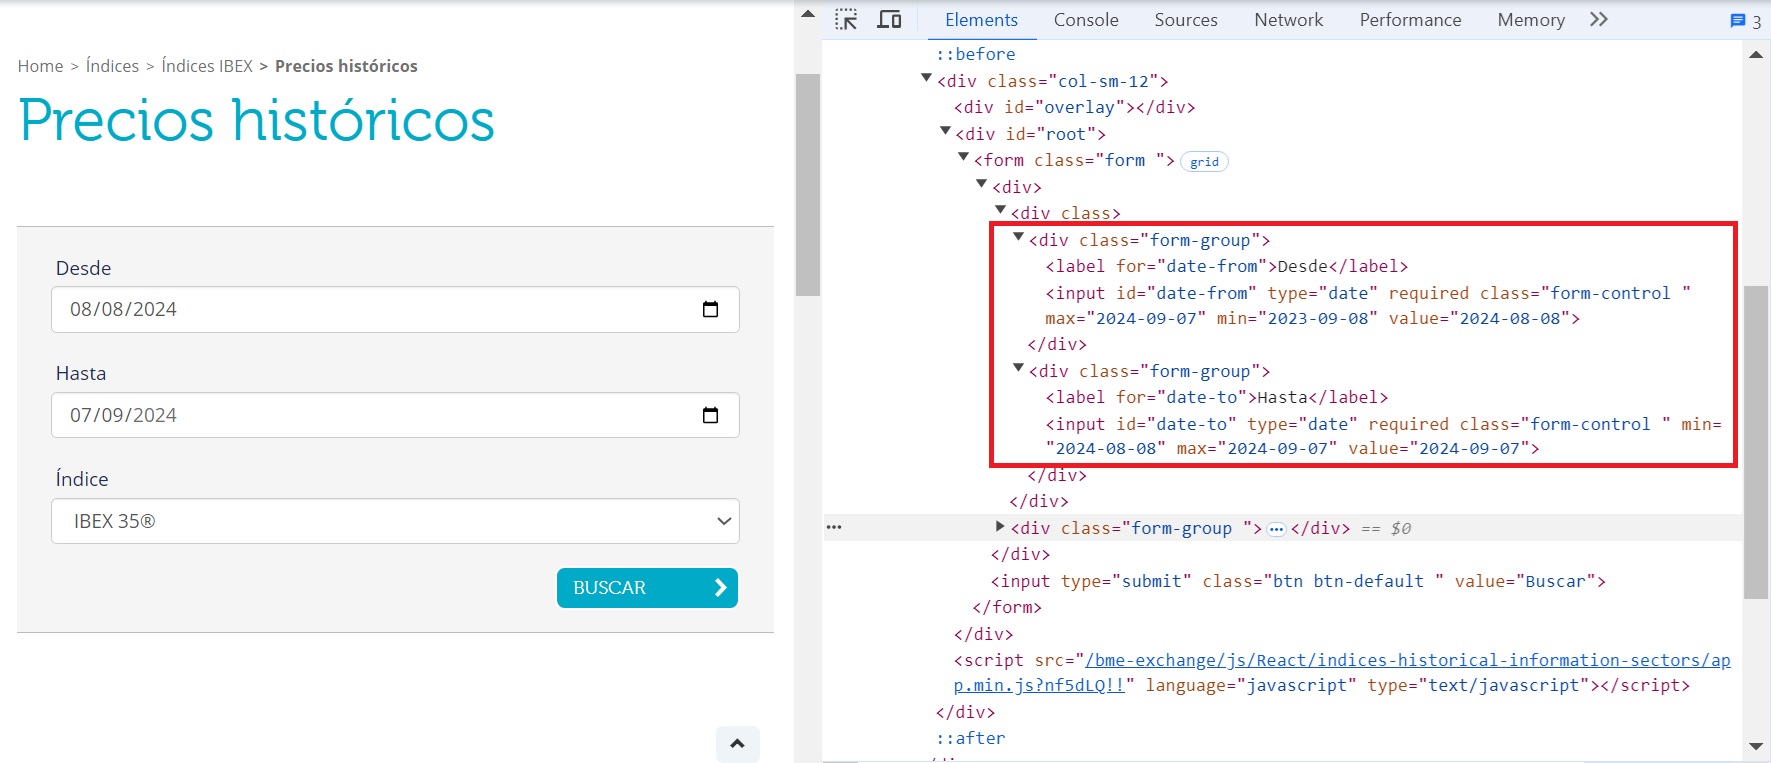 Home > Índices > Índices IBEX > Precios históricos
Precios históricos
Desde
08/08/2024
Hasta
07/09/2024
Índice
IBEX 35®
BUSCAR
Elements Console Sources Network Performance Memory 3
::before
<div class="col-sm-12">
<div id="overlay"></div>
<div id="root">
<form class="form "> grid
<div>
<div class>
<div class="form-group">
<label for="date-from">Desde</label>
<input id="date-from" type="date" required class="form-control "
max="2024-09-07" min="2023-09-08" value="2024-08-08">
</div>
<div class="form-group">
<label for="date-to">Hasta</label>
<input id="date-to" type="date" required class="form-control " min=
"2024-08-08" max="2024-09-07" value="2024-09-07">
</div>
</div>
<div class="form-group "> … </div> == $0
</div>
<input type="submit" class="btn btn-default " value="Buscar">
</form>
</div>
<script src="/bme-exchange/js/React/indices-historical-information-sectors/ap
p.min.js?nf5dLQ!!" language="javascript" type="text/javascript"></script>
</div>
::after